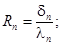 Rₙ = δₙ / λₙ;